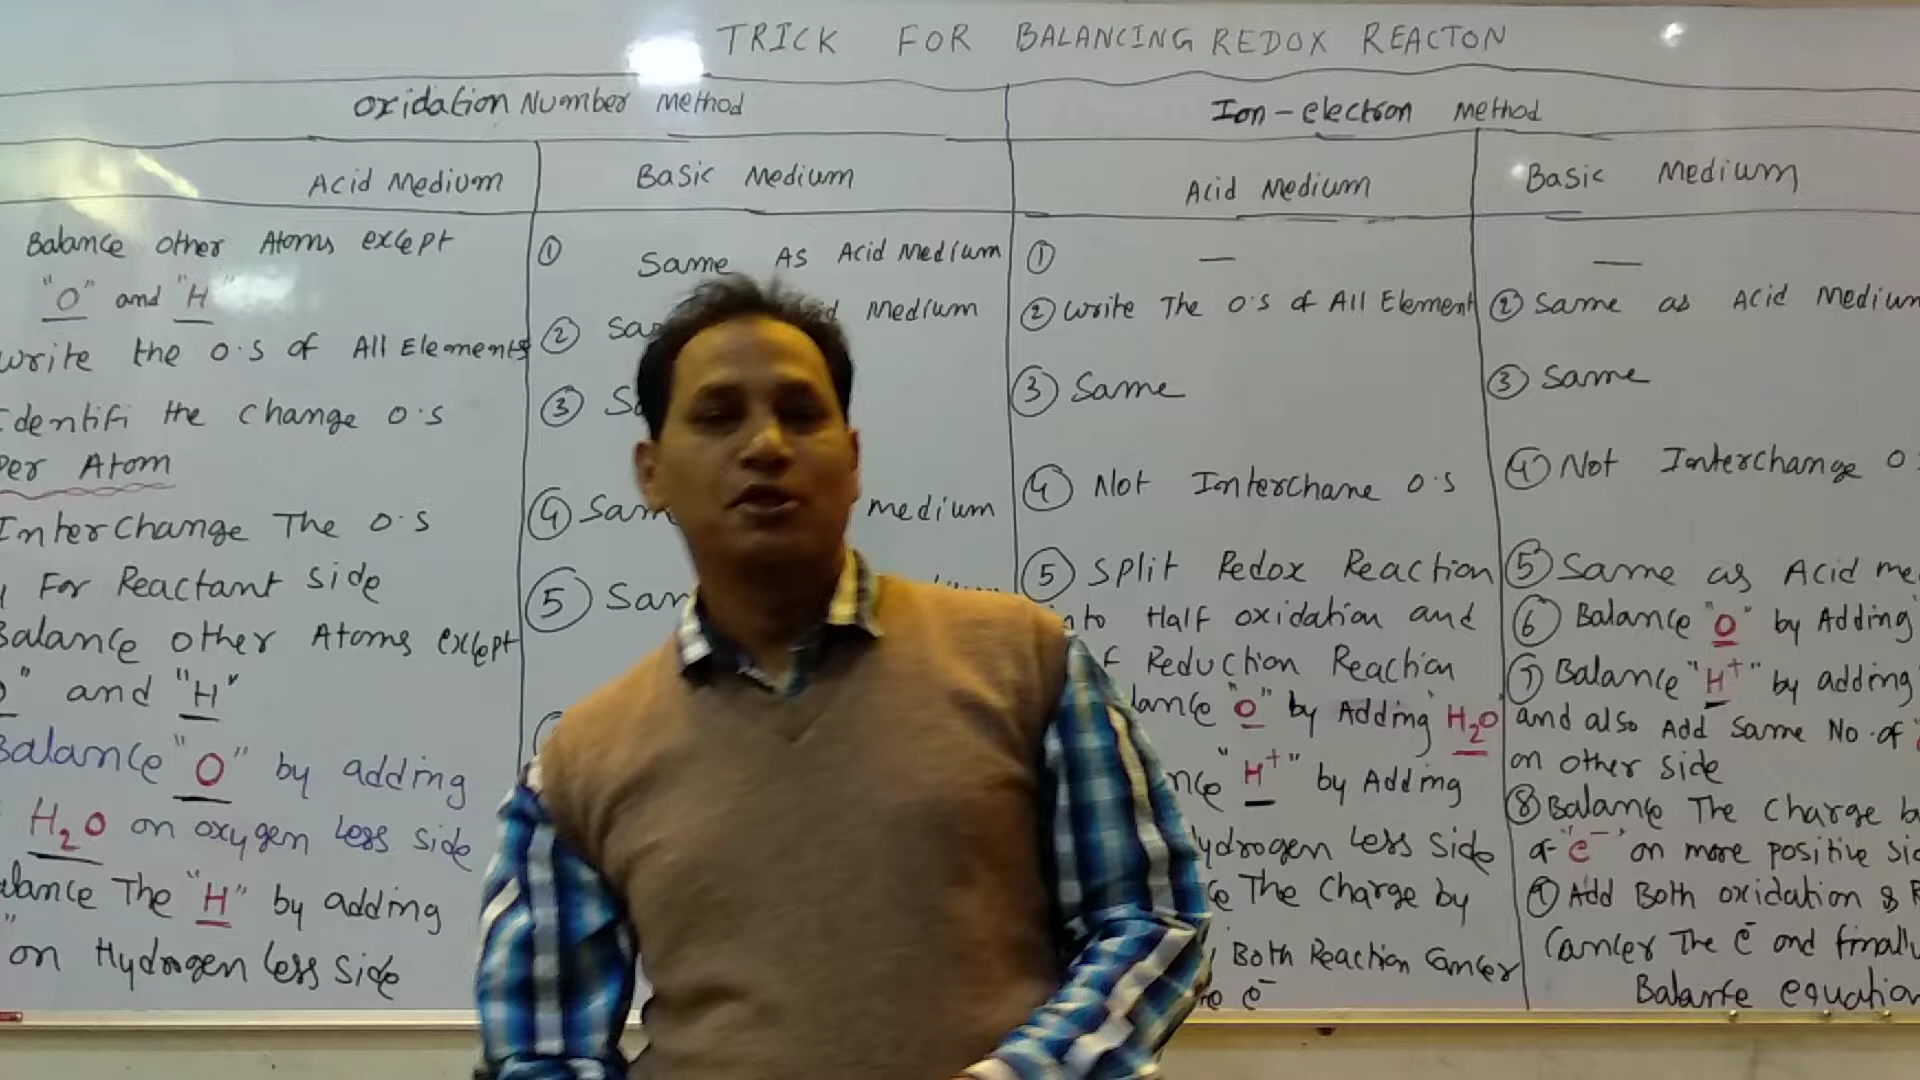 TRICK FOR BALANCING REDOX REACTON
Oxidation Number Method
Ion-electron Method
Acid Medium
Basic Medium
Acid Medium
Basic Medium
Balance other Atoms except
"O" and "H"
Write the O.S of All Elements
Identifi the change O.S
Per Atom
InterChange The O.S
For Reactant side
Balance other Atoms except
" and "H"
Balance "O" by adding
H2O on oxygen less side
The "H" by adding
on Hydrogen less side
① Same As Acid Medium
② Medium
③
④ medium
⑤
① —
② Write The O.S of All Element
③ Same
④ Not Interchane O.S
⑤ Split Redox Reaction
Half oxidation and
Reduction Reaction
"O" by Adding H2O
"H+" by Adding
Less side
The Charge by
Both Reaction Cancer
e-
—
② Same as Acid Medium
③ Same
④ Not Interchange
⑤ Same as Acid
⑥ Balance "O" by Adding
⑦ Balance "H+" by adding
and also Add Same No. of
on other side
⑧ Balance The Charge
of "e-" on more positive
⑨ Add Both oxidation &
Cancer The e- and finally
Balance equation